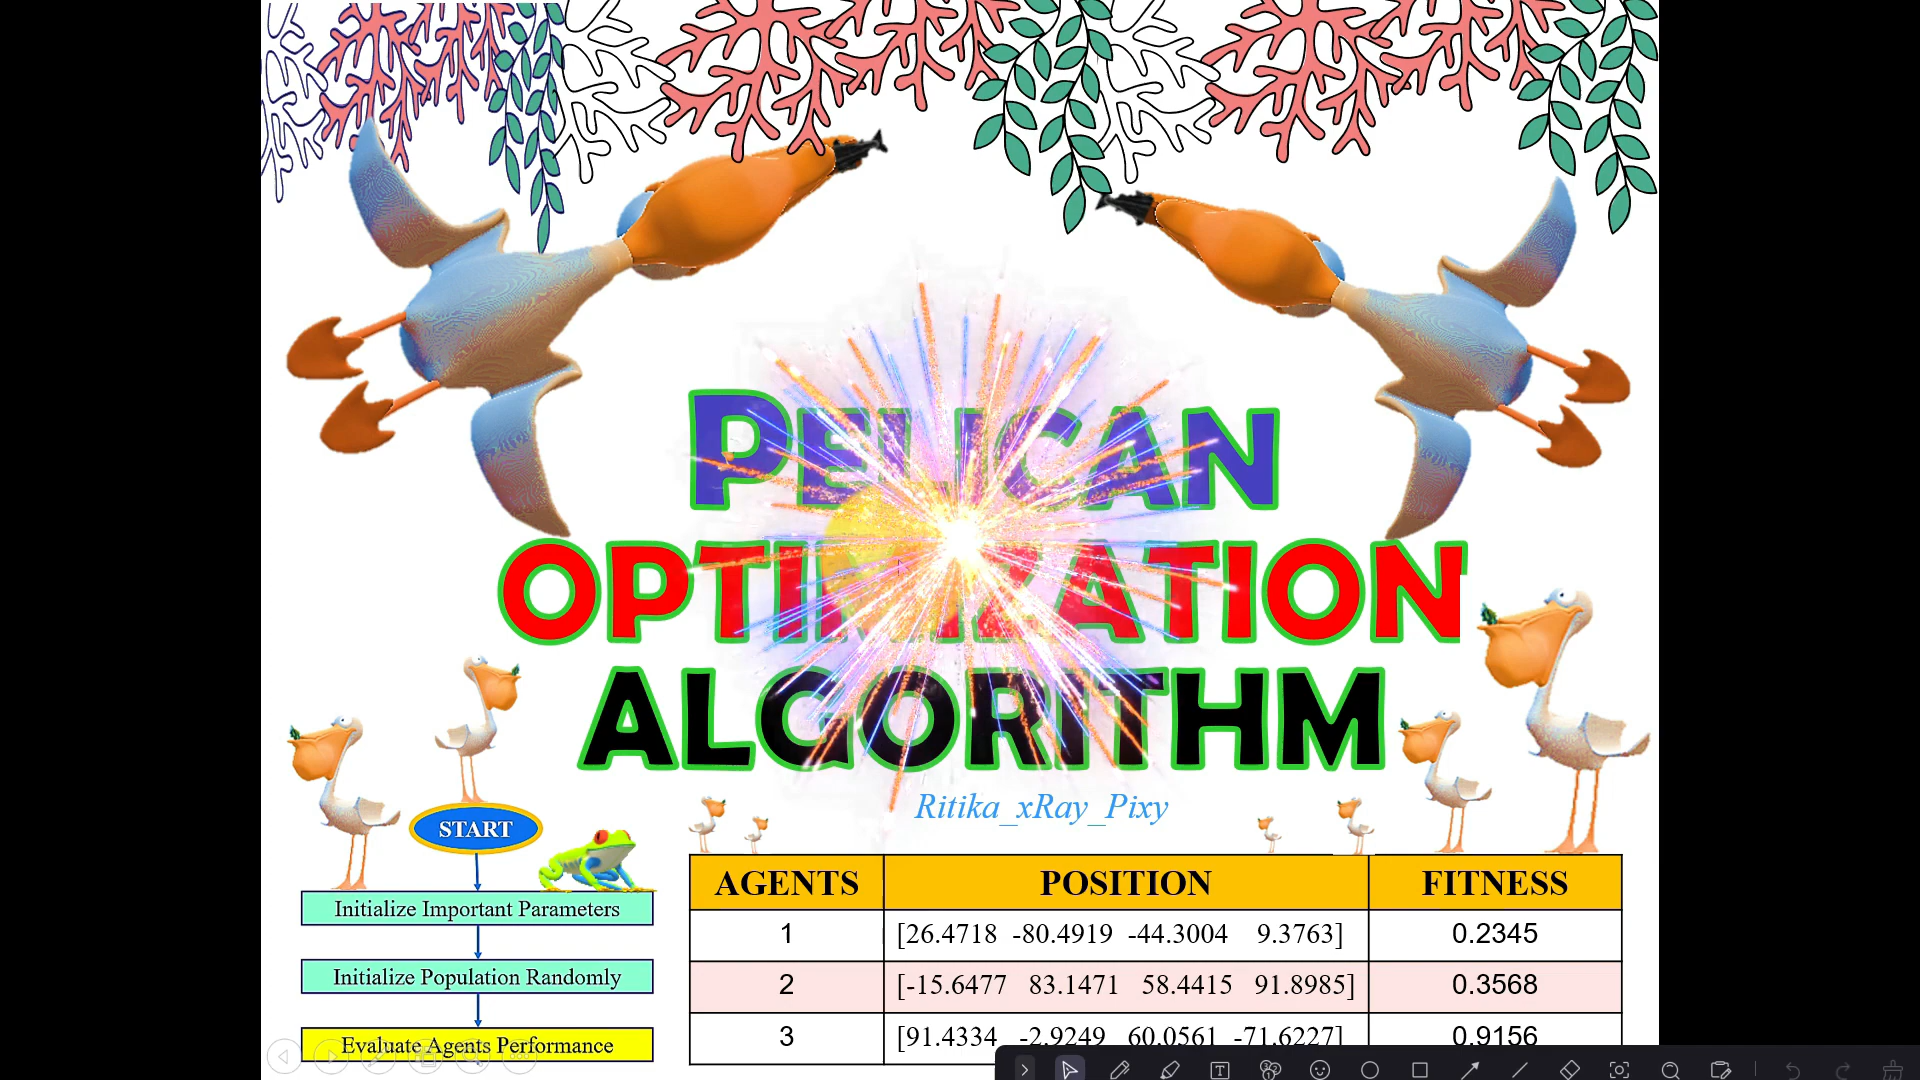 PELICAN
OPTIMIZATION
ALGORITHM
Ritika_xRay_Pixy
START
Initialize Important Parameters
Initialize Population Randomly
Evaluate Agents Performance
AGENTS POSITION FITNESS
1 [26.4718 -80.4919 -44.3004 9.3763] 0.2345
2 [-15.6477 83.1471 58.4415 91.8985] 0.3568
3 [91.4334 -2.9249 60.0561 -71.6227] 0.9156